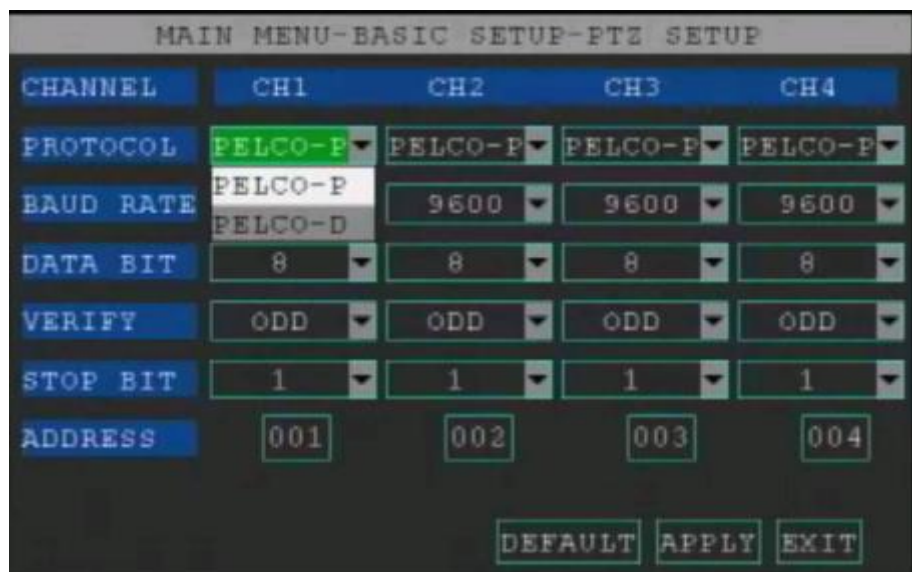 MAIN MENU-BASIC SETUP-PTZ SETUP
CHANNEL CH1 CH2 CH3 CH4
PROTOCOL PELCO-P PELCO-P PELCO-P PELCO-P
PELCO-P
BAUD RATE 9600 9600 9600
PELCO-D
DATA BIT 8 8 8 8
VERIFY ODD ODD ODD ODD
STOP BIT 1 1 1 1
ADDRESS 001 002 003 004
DEFAULT APPLY EXIT